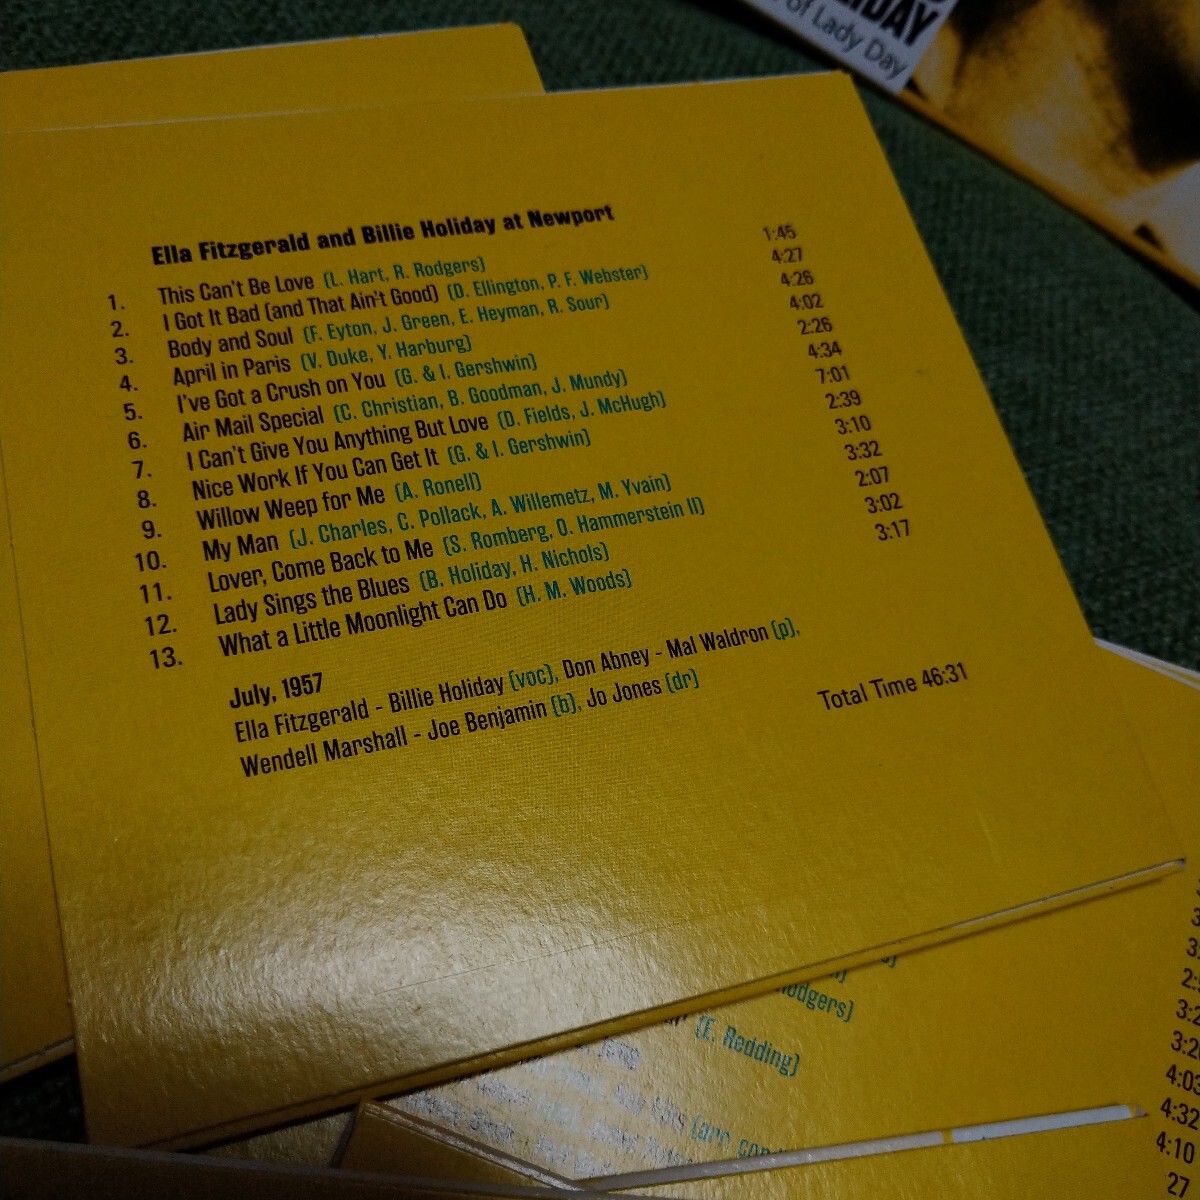 IDAY
of Lady Day
Ella Fitzgerald and Billie Holiday at Newport
1. This Can't Be Love (L. Hart, R. Rodgers) 1:45
2. I Got It Bad (and That Ain't Good) (D. Ellington, P. F. Webster) 4:27
3. Body and Soul (F. Eyton, J. Green, E. Heyman, R. Sour) 4:26
4. April in Paris (V. Duke, Y. Harburg) 4:02
5. I've Got a Crush on You (G. & I. Gershwin) 2:26
6. Air Mail Special (C. Christian, B. Goodman, J. Mundy) 4:34
7. I Can't Give You Anything But Love (D. Fields, J. McHugh) 7:01
8. Nice Work If You Can Get It (G. & I. Gershwin) 2:39
9. Willow Weep for Me (A. Ronell) 3:10
10. My Man (J. Charles, C. Pollack, A. Willemetz, M. Yvain) 3:32
11. Lover, Come Back to Me (S. Romberg, O. Hammerstein II) 2:07
12. Lady Sings the Blues (B. Holiday, H. Nichols) 3:02
13. What a Little Moonlight Can Do (H. M. Woods) 3:17
July, 1957
Ella Fitzgerald - Billie Holiday (voc), Don Abney - Mal Waldron (p),
Wendell Marshall - Joe Benjamin (b), Jo Jones (dr)
Total Time 46:31
odgers)
(E. Redding)
4:03
4:32
4:10
27